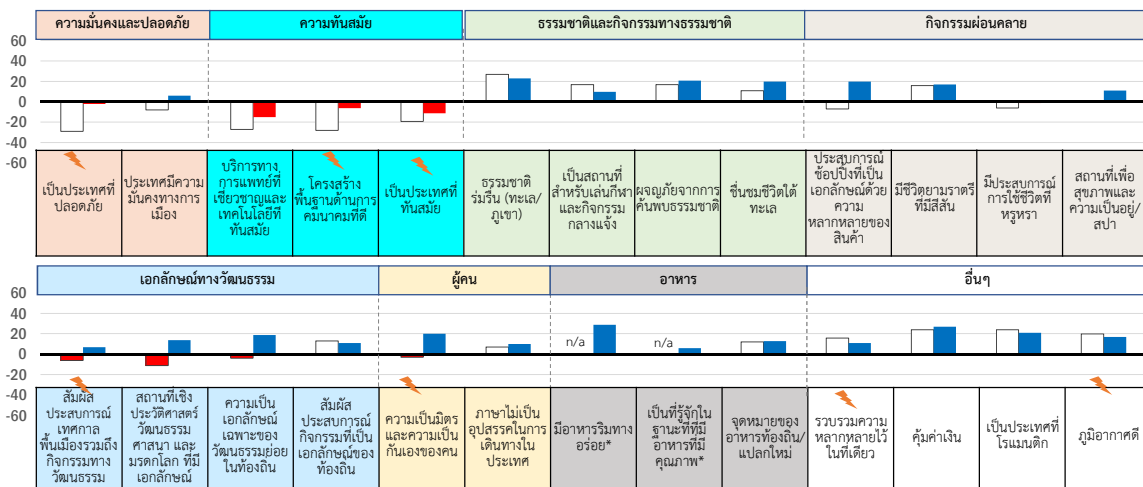 ความมั่นคงและปลอดภัย ความทันสมัย ธรรมชาติและกิจกรรมทางธรรมชาติ กิจกรรมผ่อนคลาย
60
40
20
0
-20
-40
-60
เป็นประเทศที่
ปลอดภัย
ประเทศมีความ
มั่นคงทางการ
เมือง
บริการทาง
การแพทย์ที่
เชี่ยวชาญและ
เทคโนโลยีที่
ทันสมัย
โครงสร้าง
พื้นฐานด้านการ
คมนาคมที่ดี
เป็นประเทศที่
ทันสมัย
ธรรมชาติ
ร่มรื่น (ทะเล/
ภูเขา)
เป็นสถานที่
สำหรับเล่นกีฬา
และกิจกรรม
กลางแจ้ง
ผจญภัยจากการ
ค้นพบธรรมชาติ
ชื่นชมชีวิตใต้
ทะเล
ประสบการณ์
ช้อปปิ้งที่เป็น
เอกลักษณ์ด้วย
ความ
หลากหลายของ
สินค้า
มีชีวิตยามราตรี
ที่มีสีสัน
มีประสบการณ์
การใช้ชีวิตที่
หรูหรา
สถานที่เพื่อ
สุขภาพและ
ความเป็นอยู่/
สปา
เอกลักษณ์ทางวัฒนธรรม ผู้คน อาหาร อื่นๆ
60
40
20
0
-20
-40
-60
n/a
n/a
สัมผัส
ประสบการณ์
เทศกาล
พื้นเมืองรวมถึง
กิจกรรมทาง
วัฒนธรรม
สถานที่เชิง
ประวัติศาสตร์
วัฒนธรรม
ศาสนา และ
มรดกโลก ที่มี
เอกลักษณ์
ความเป็น
เอกลักษณ์
เฉพาะของ
วัฒนธรรมย่อย
ในท้องถิ่น
สัมผัส
ประสบการณ์
กิจกรรมที่เป็น
เอกลักษณ์ของ
ท้องถิ่น
ความเป็นมิตร
และความเป็น
กันเองของคน
ภาษาไม่เป็น
อุปสรรคในการ
เดินทางใน
ประเทศ
มีอาหารริมทาง
อร่อย*
เป็นที่รู้จักใน
ฐานะที่ที่มี
อาหารที่มี
คุณภาพ*
จุดหมายของ
อาหารท้องถิ่น/
แปลกใหม่
รวบรวมความ
หลากหลายไว้
ในที่เดียว
คุ้มค่าเงิน
เป็นประเทศที่
โรแมนติก
ภูมิอากาศดี